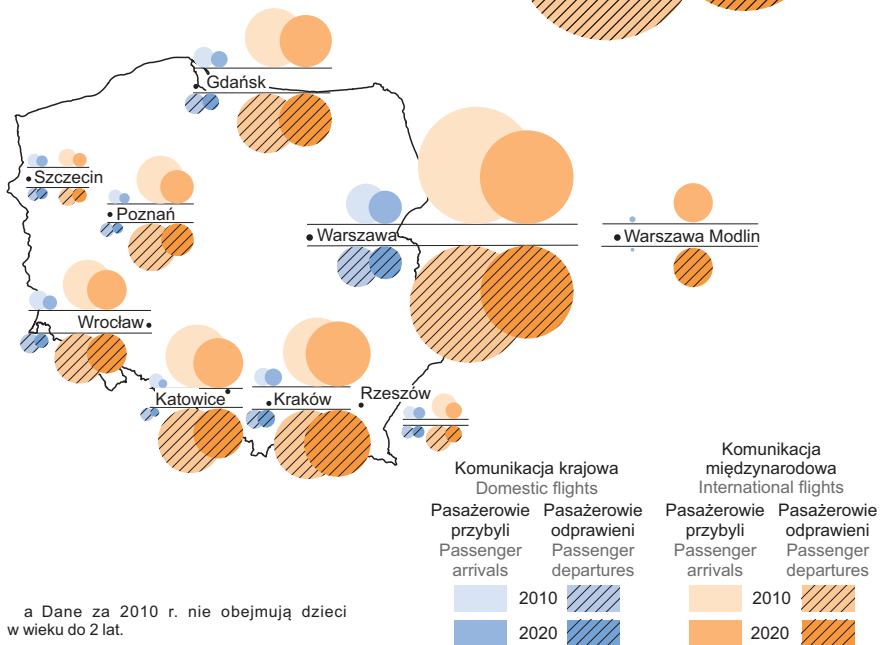 Gdańsk
Szczecin
Poznań
Warszawa
Warszawa Modlin
Wrocław
Katowice
Kraków
Rzeszów
Komunikacja krajowa
Domestic flights
Pasażerowie przybyli
Passenger arrivals
Pasażerowie odprawieni
Passenger departures
2010
2020
Komunikacja
międzynarodowa
International flights
Pasażerowie przybyli
Passenger arrivals
Pasażerowie odprawieni
Passenger departures
2010
2020
a Dane za 2010 r. nie obejmują dzieci
w wieku do 2 lat.